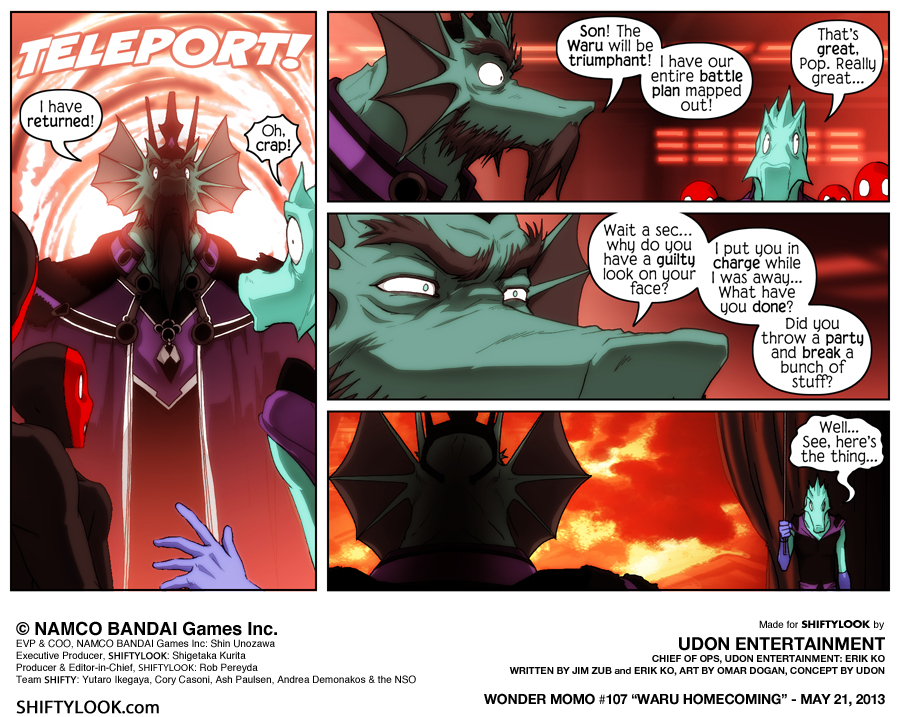 TELEPORT!
I have
returned!
Oh,
crap!
Son! The
Waru will be
triumphant!
I have our
entire battle
plan mapped
out!
That's
great,
Pop. Really
great...
Wait a sec...
why do you
have a guilty
look on your
face?
I put you in
charge while
I was away...
What have
you done?
Did you
throw a party
and break a
bunch of
stuff?
Well...
See, here's
the thing...
© NAMCO BANDAI Games Inc.
EVP & COO, NAMCO BANDAI Games Inc: Shin Unozawa
Executive Producer, SHIFTYLOOK: Shigetaka Kurita
Producer & Editor-in-Chief, SHIFTYLOOK: Rob Pereyda
Team SHIFTY: Yutaro Ikegaya, Cory Casoni, Ash Paulsen, Andrea Demonakos & the NSO
SHIFTYLOOK.com
Made for SHIFTYLOOK by
UDON ENTERTAINMENT
CHIEF OF OPS, UDON ENTERTAINMENT: ERIK KO
WRITTEN BY JIM ZUB and ERIK KO, ART BY OMAR DOGAN, CONCEPT BY UDON
WONDER MOMO #107 “WARU HOMECOMING” - MAY 21, 2013